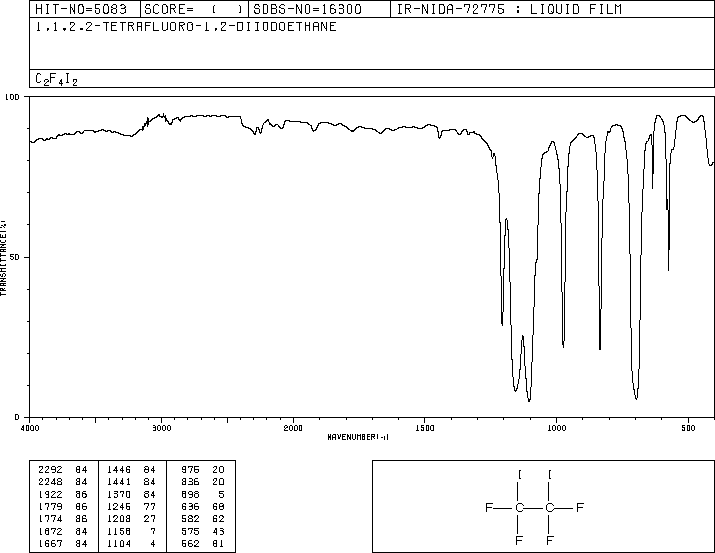 HIT-NO=5083 SCORE= ( ) SDBS-NO=16300 IR-NIDA-72775 : LIQUID FILM
1,1,2,2-TETRAFLUORO-1,2-DIIODOETHANE
C2F4I2
100
50
0
TRANSMITTANCE(%)
4000 3000 2000 1500 1000 500
WAVENUMBER(-1)
2292 84 1446 84 975 20
2248 84 1441 84 836 20
1922 86 1370 84 698 5
1779 86 1246 77 636 68
1774 86 1208 27 582 62
1672 84 1158 7 575 43
1667 84 1104 4 562 81
I I
F C C F
F F